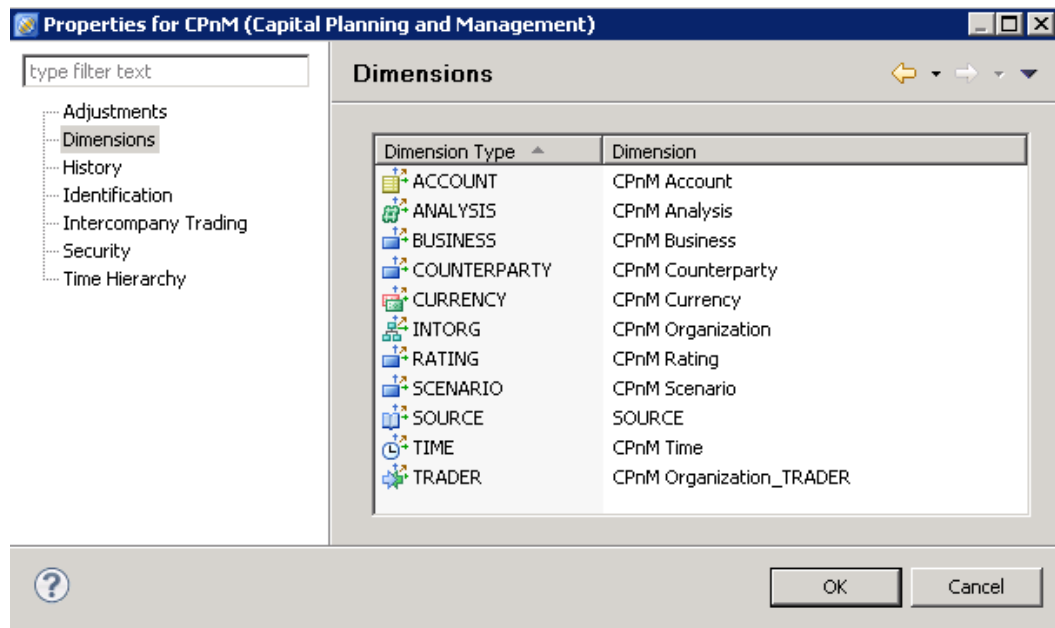 Properties for CPnM (Capital Planning and Management)
type filter text
Adjustments
Dimensions
History
Identification
Intercompany Trading
Security
Time Hierarchy
Dimensions
Dimension Type Dimension
ACCOUNT CPnM Account
ANALYSIS CPnM Analysis
BUSINESS CPnM Business
COUNTERPARTY CPnM Counterparty
CURRENCY CPnM Currency
INTORG CPnM Organization
RATING CPnM Rating
SCENARIO CPnM Scenario
SOURCE SOURCE
TIME CPnM Time
TRADER CPnM Organization_TRADER
OK Cancel